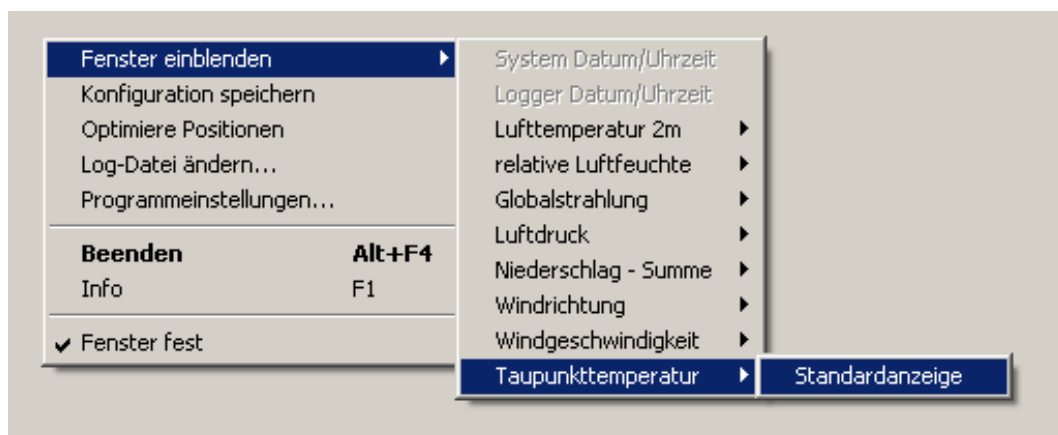 Fenster einblenden
Konfiguration speichern
Optimiere Positionen
Log-Datei ändern...
Programmeinstellungen...
Beenden Alt+F4
Info F1
Fenster fest
System Datum/Uhrzeit
Logger Datum/Uhrzeit
Lufttemperatur 2m
relative Luftfeuchte
Globalstrahlung
Luftdruck
Niederschlag - Summe
Windrichtung
Windgeschwindigkeit
Taupunkttemperatur
Standardanzeige